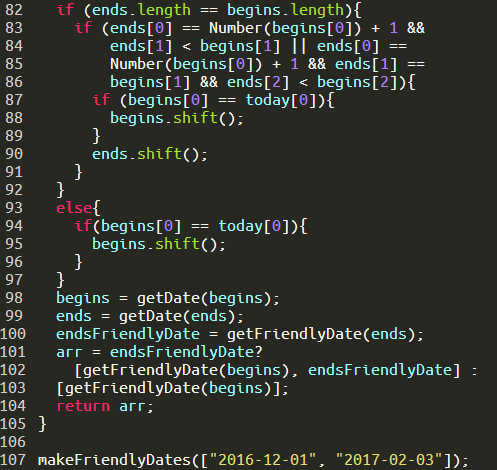 82 if (ends.length == begins.length){
83 if (ends[0] == Number(begins[0]) + 1 &&
84 ends[1] < begins[1] || ends[0] ==
85 Number(begins[0]) + 1 && ends[1] ==
86 begins[1] && ends[2] < begins[2]){
87 if (begins[0] == today[0]){
88 begins.shift();
89 }
90 ends.shift();
91 }
92 }
93 else{
94 if(begins[0] == today[0]){
95 begins.shift();
96 }
97 }
98 begins = getDate(begins);
99 ends = getDate(ends);
100 endsFriendlyDate = getFriendlyDate(ends);
101 arr = endsFriendlyDate?
102 [getFriendlyDate(begins), endsFriendlyDate] :
103 [getFriendlyDate(begins)];
104 return arr;
105 }
106
107 makeFriendlyDates(["2016-12-01", "2017-02-03"]);